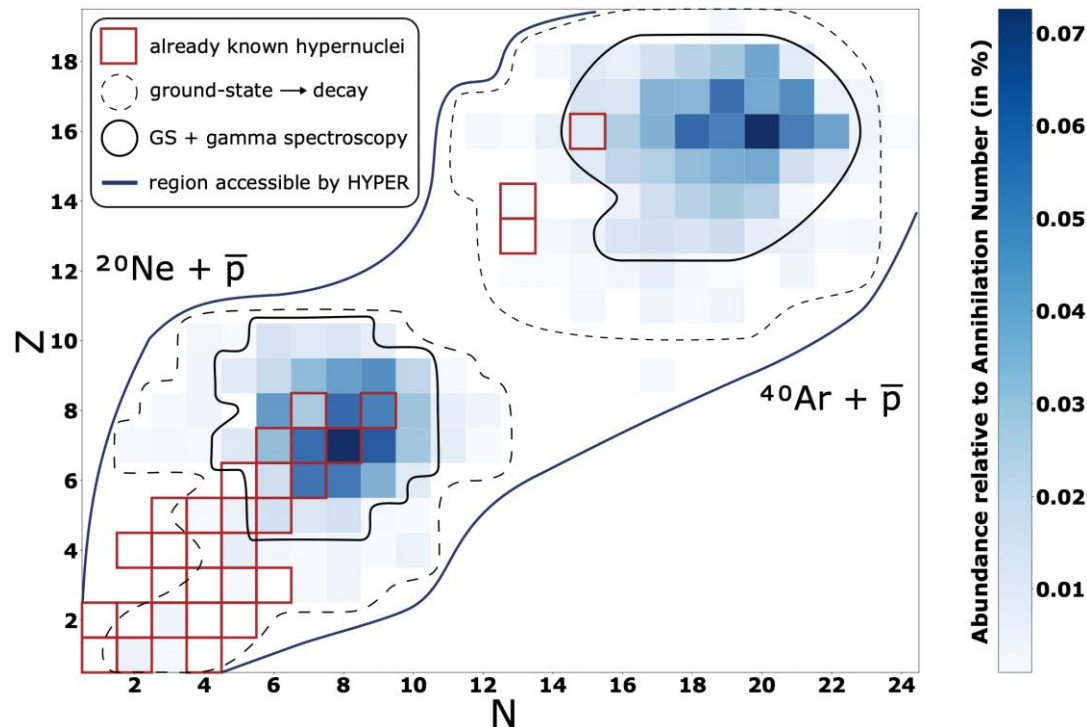 already known hypernuclei
ground-state → decay
GS + gamma spectroscopy
region accessible by HYPER
²⁰Ne + p̄
⁴⁰Ar + p̄
Z
18
16
14
12
10
8
6
4
2
2 4 6 8 10 12 14 16 18 20 22 24
N
0.07
0.06
0.05
0.04
0.03
0.02
0.01
Abundance relative to Annihilation Number (in %)